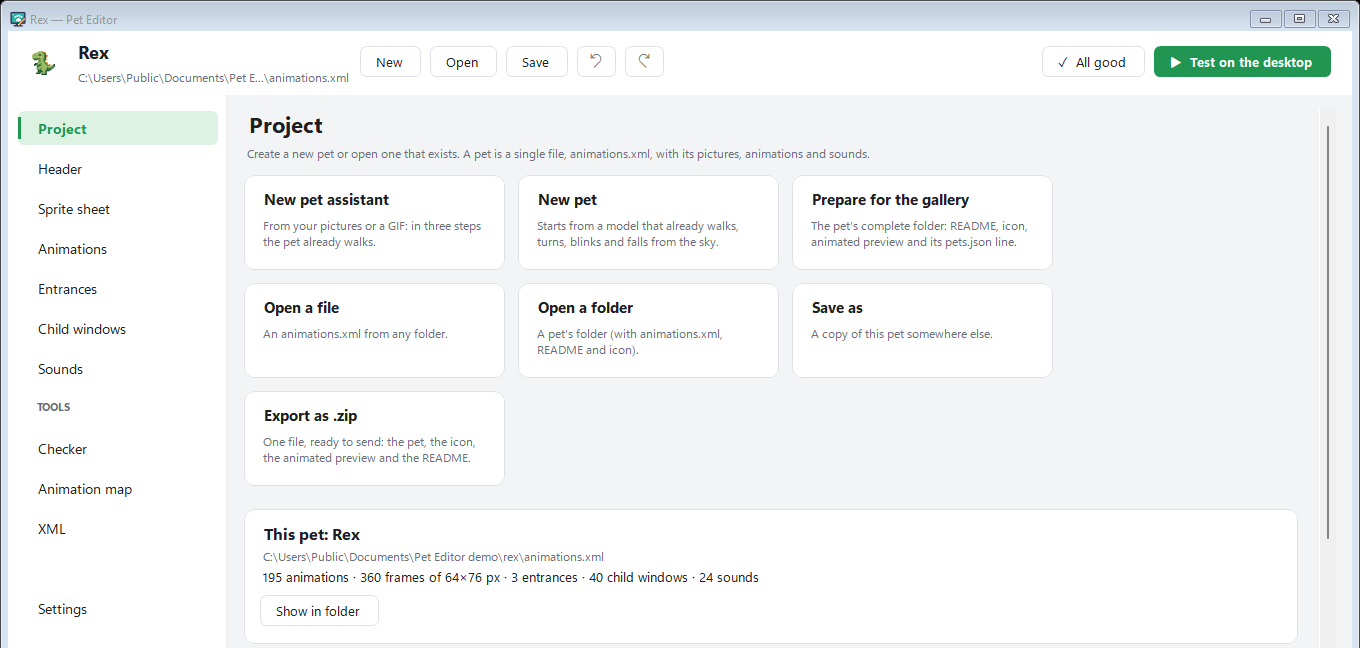 Rex — Pet Editor
Rex
C:\Users\Public\Documents\Pet E...\animations.xml
New
Open
Save
✓ All good
Test on the desktop
Project
Header
Sprite sheet
Animations
Entrances
Child windows
Sounds
TOOLS
Checker
Animation map
XML
Settings
Project
Create a new pet or open one that exists. A pet is a single file, animations.xml, with its pictures, animations and sounds.
New pet assistant
From your pictures or a GIF: in three steps
the pet already walks.
New pet
Starts from a model that already walks,
turns, blinks and falls from the sky.
Prepare for the gallery
The pet's complete folder: README, icon,
animated preview and its pets.json line.
Open a file
An animations.xml from any folder.
Open a folder
A pet's folder (with animations.xml,
README and icon).
Save as
A copy of this pet somewhere else.
Export as .zip
One file, ready to send: the pet, the icon,
the animated preview and the README.
This pet: Rex
C:\Users\Public\Documents\Pet Editor demo\rex\animations.xml
195 animations · 360 frames of 64×76 px · 3 entrances · 40 child windows · 24 sounds
Show in folder